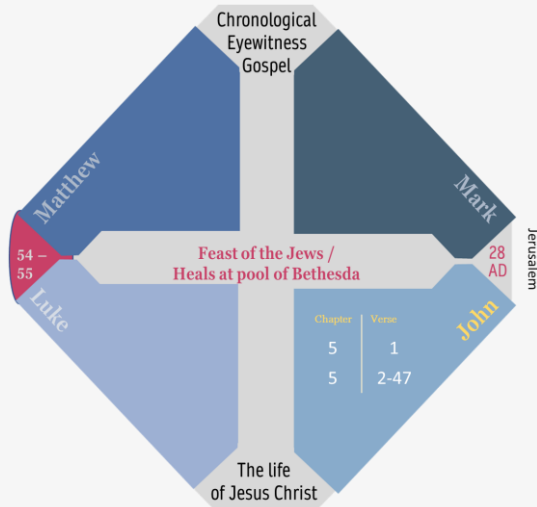 Chronological
Eyewitness
Gospel
Matthew
Mark
54 –
55
Feast of the Jews /
Heals at pool of Bethesda
28
AD
Jerusalem
Luke
John
Chapter Verse
5 1
5 2-47
The life
of Jesus Christ